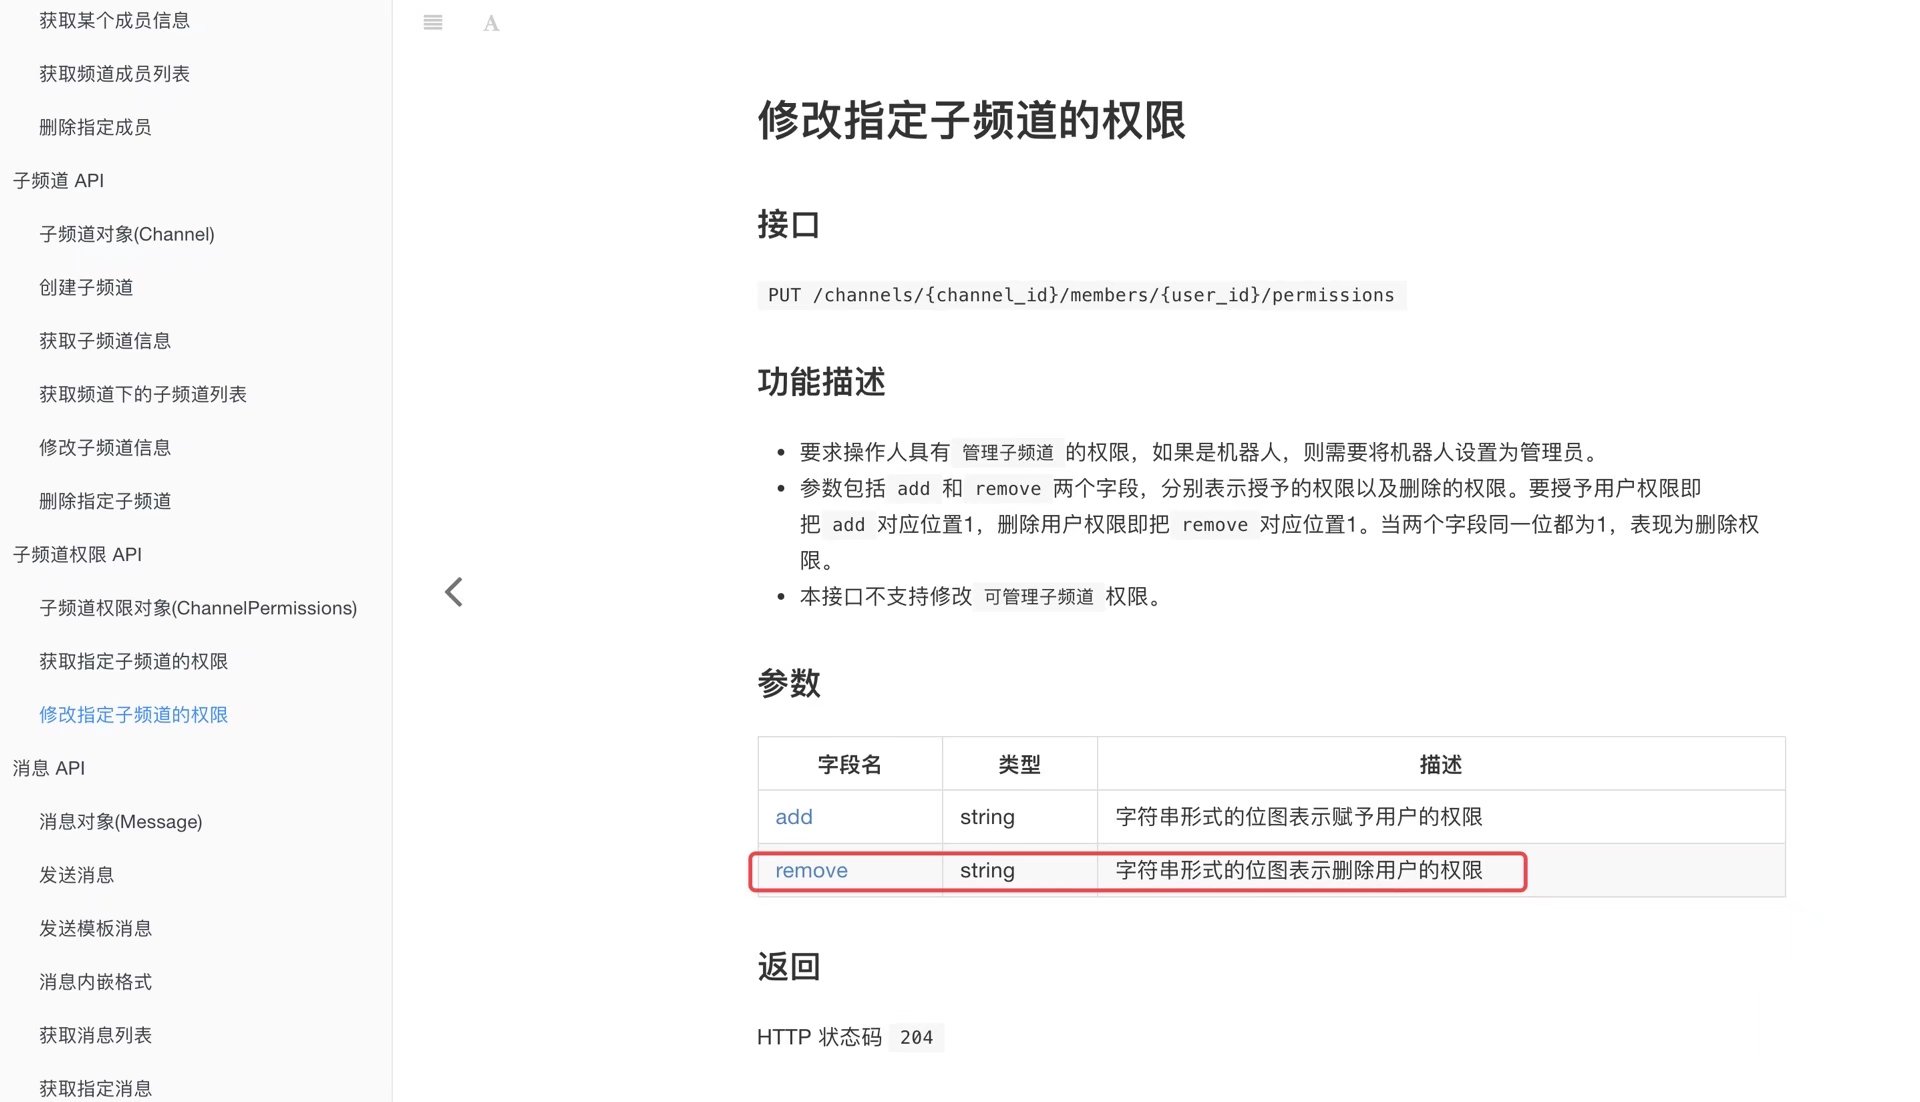 获取某个成员信息
获取频道成员列表
删除指定成员
子频道 API
子频道对象(Channel)
创建子频道
获取子频道信息
获取频道下的子频道列表
修改子频道信息
删除指定子频道
子频道权限 API
子频道权限对象(ChannelPermissions)
获取指定子频道的权限
修改指定子频道的权限
消息 API
消息对象(Message)
发送消息
发送模板消息
消息内嵌格式
获取消息列表
获取指定消息
A
修改指定子频道的权限
接口
PUT /channels/{channel_id}/members/{user_id}/permissions
功能描述
• 要求操作人具有 管理子频道 的权限，如果是机器人，则需要将机器人设置为管理员。
• 参数包括 add 和 remove 两个字段，分别表示授予的权限以及删除的权限。要授予用户权限即
把 add 对应位置1，删除用户权限即把 remove 对应位置1。当两个字段同一位都为1，表现为删除权
限。
• 本接口不支持修改 可管理子频道 权限。
参数
字段名 类型 描述
add string 字符串形式的位图表示赋予用户的权限
remove string 字符串形式的位图表示删除用户的权限
返回
HTTP 状态码 204